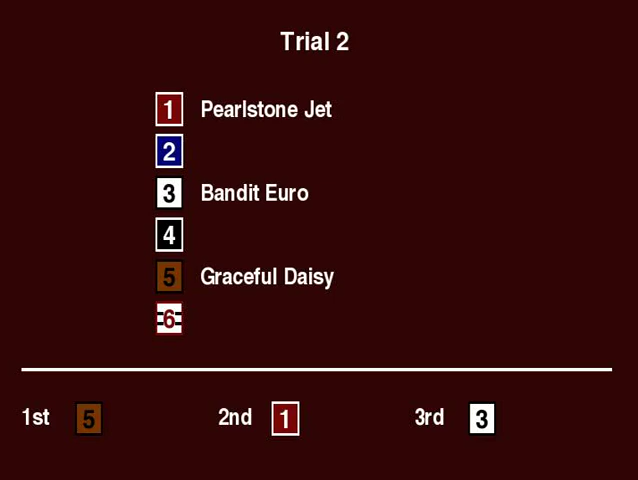 Trial 2
1 Pearlstone Jet
2
3 Bandit Euro
4
5 Graceful Daisy
6
1st 5 2nd 1 3rd 3